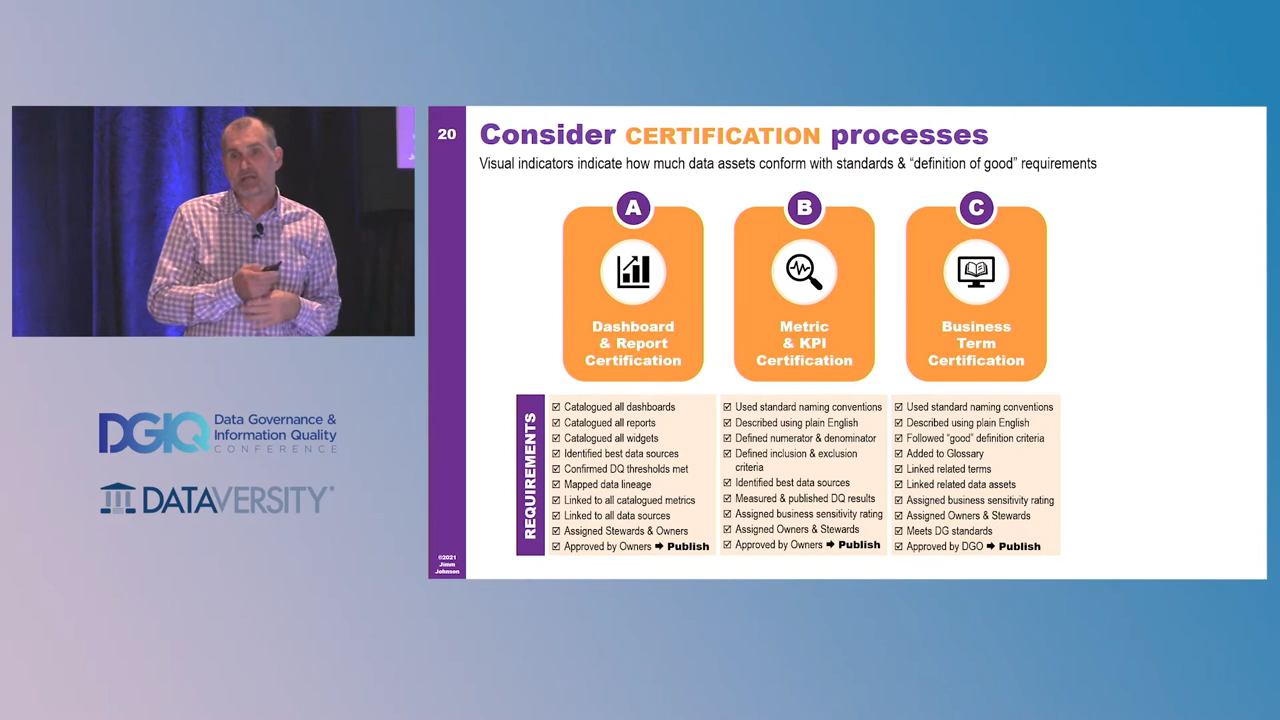 20
Consider CERTIFICATION processes
Visual indicators indicate how much data assets conform with standards & “definition of good” requirements
A
Dashboard
& Report
Certification
B
Metric
& KPI
Certification
C
Business
Term
Certification
REQUIREMENTS
Catalogued all dashboards
Catalogued all reports
Catalogued all widgets
Identified best data sources
Confirmed DQ thresholds met
Mapped data lineage
Linked to all catalogued metrics
Linked to all data sources
Assigned Stewards & Owners
Approved by Owners ➡ Publish
Used standard naming conventions
Described using plain English
Defined numerator & denominator
Defined inclusion & exclusion
criteria
Identified best data sources
Measured & published DQ results
Assigned business sensitivity rating
Assigned Owners & Stewards
Approved by Owners ➡ Publish
Used standard naming conventions
Described using plain English
Followed “good” definition criteria
Added to Glossary
Linked related terms
Linked related data assets
Assigned business sensitivity rating
Assigned Owners & Stewards
Meets DG standards
Approved by DGO ➡ Publish
©2021
Jimm
Johnson
DGIQ
Data Governance &
Information Quality
CONFERENCE
DATAVERSITY®